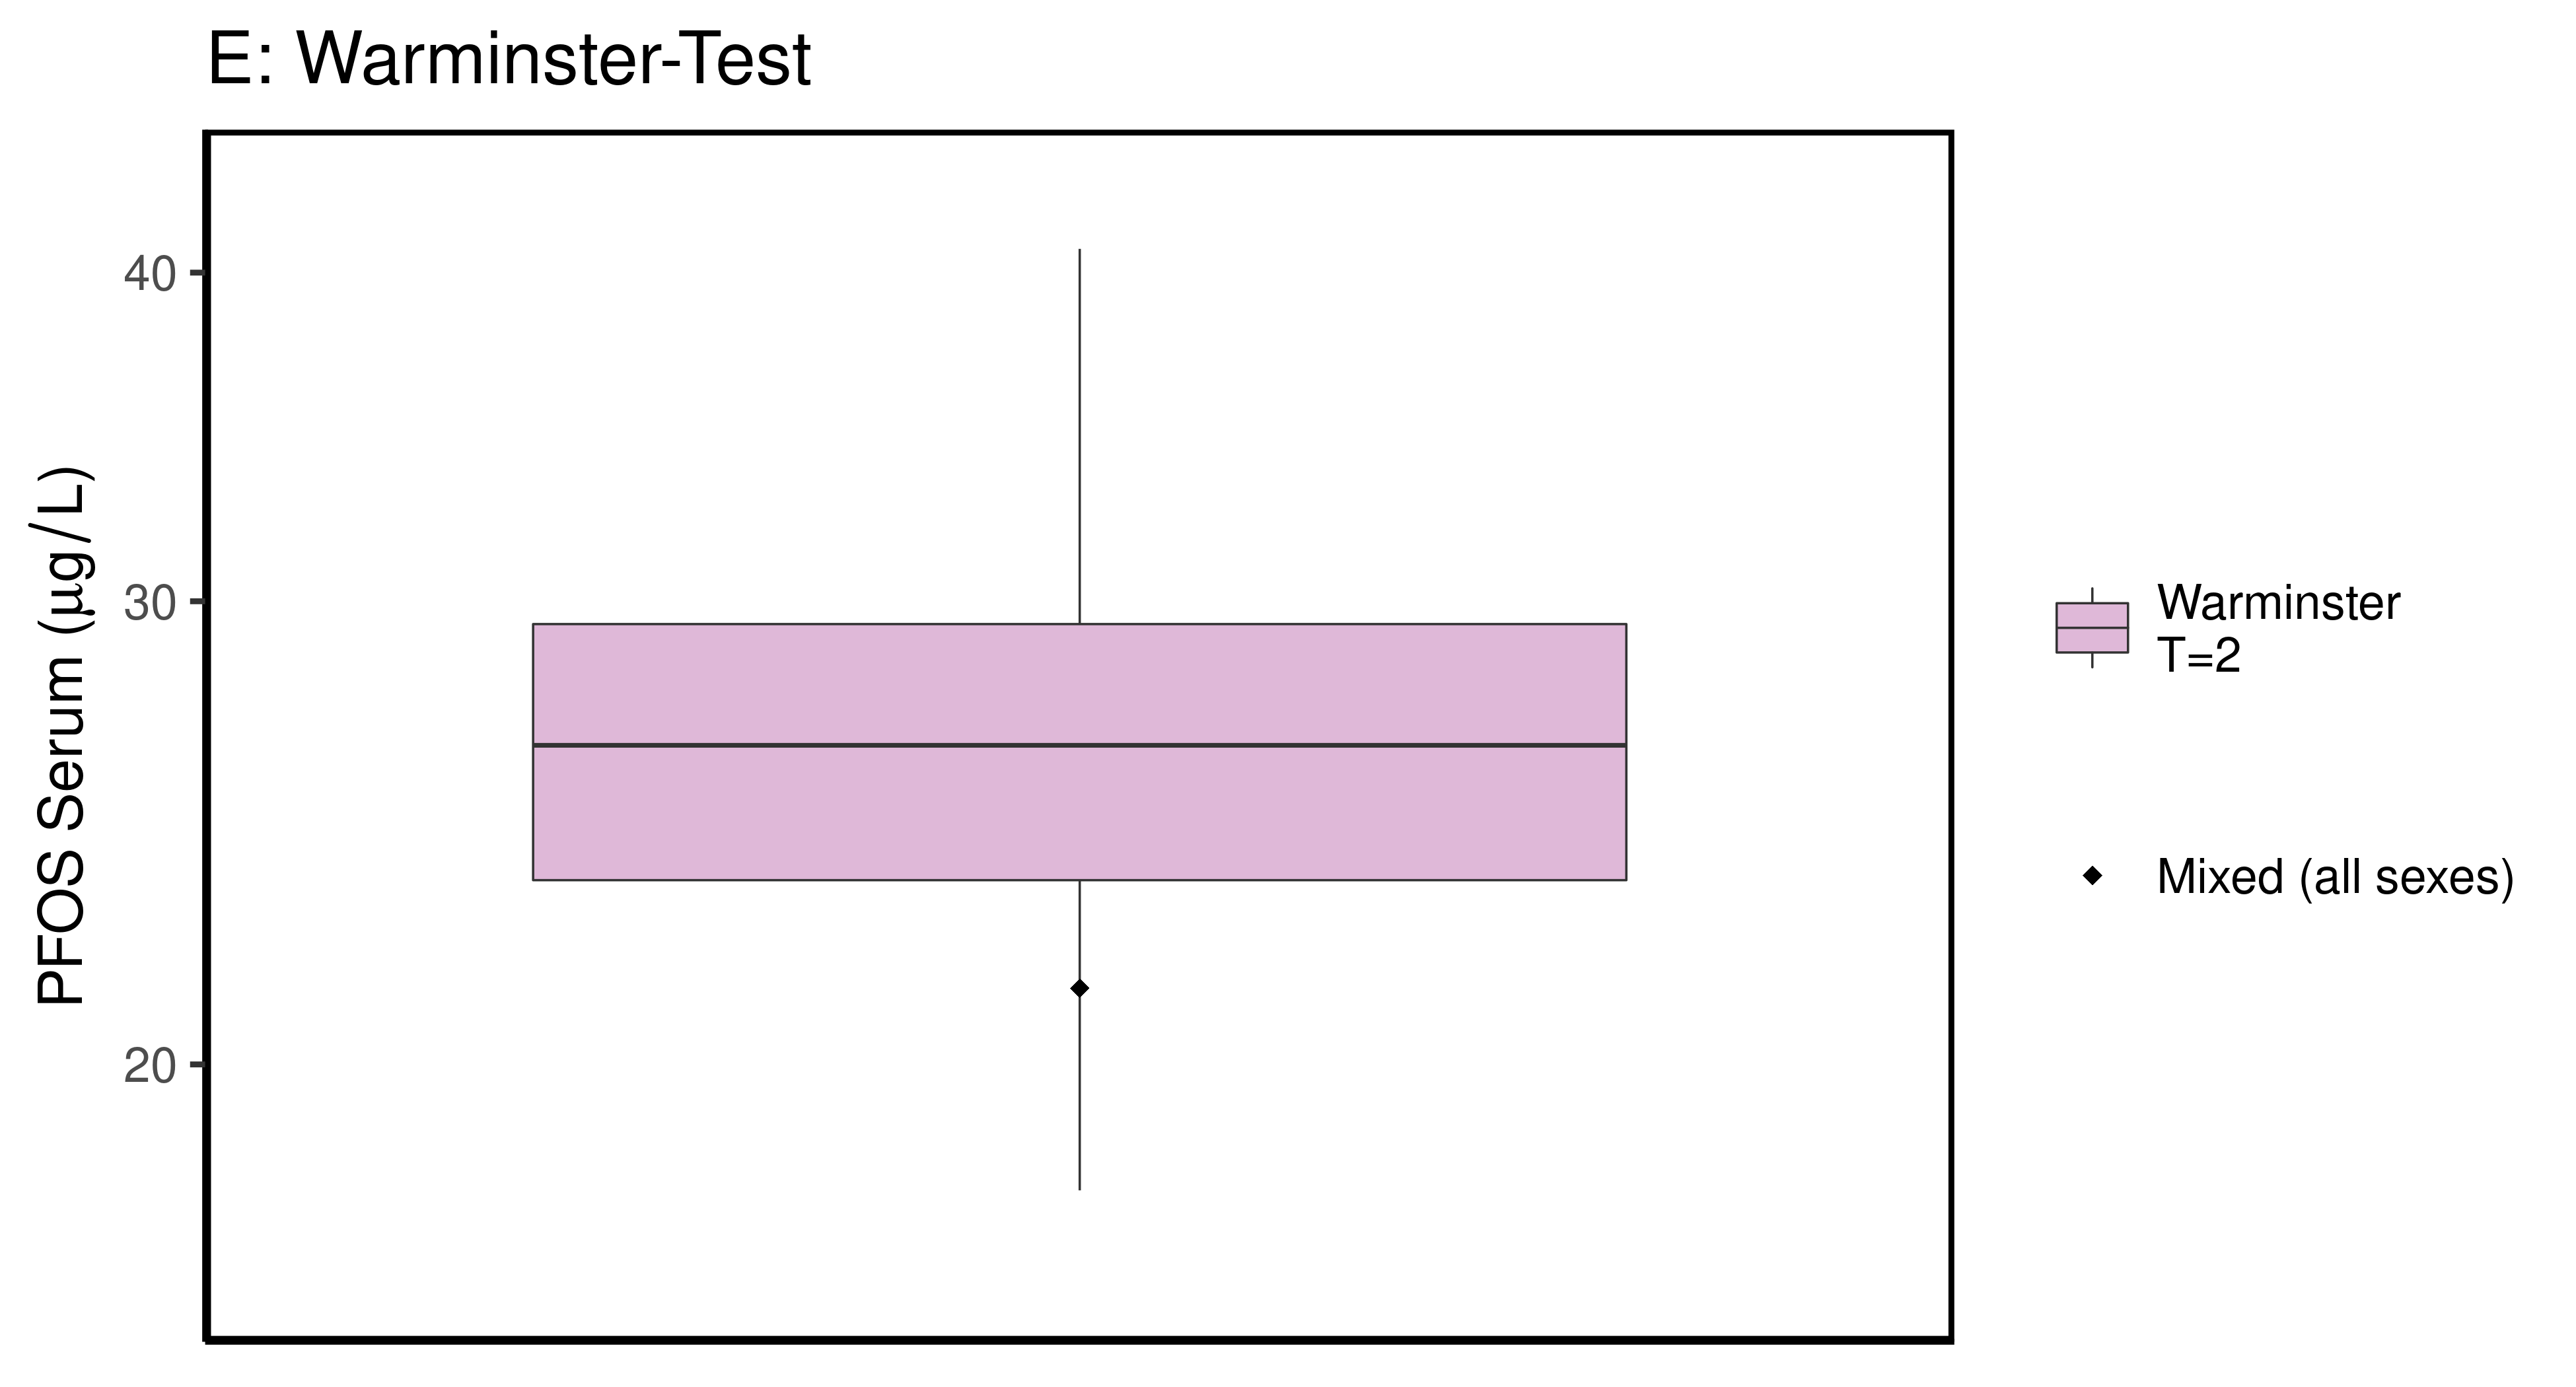 E: Warminster-Test
PFOS Serum (µg/L)
40
30
20
Warminster
T=2
Mixed (all sexes)